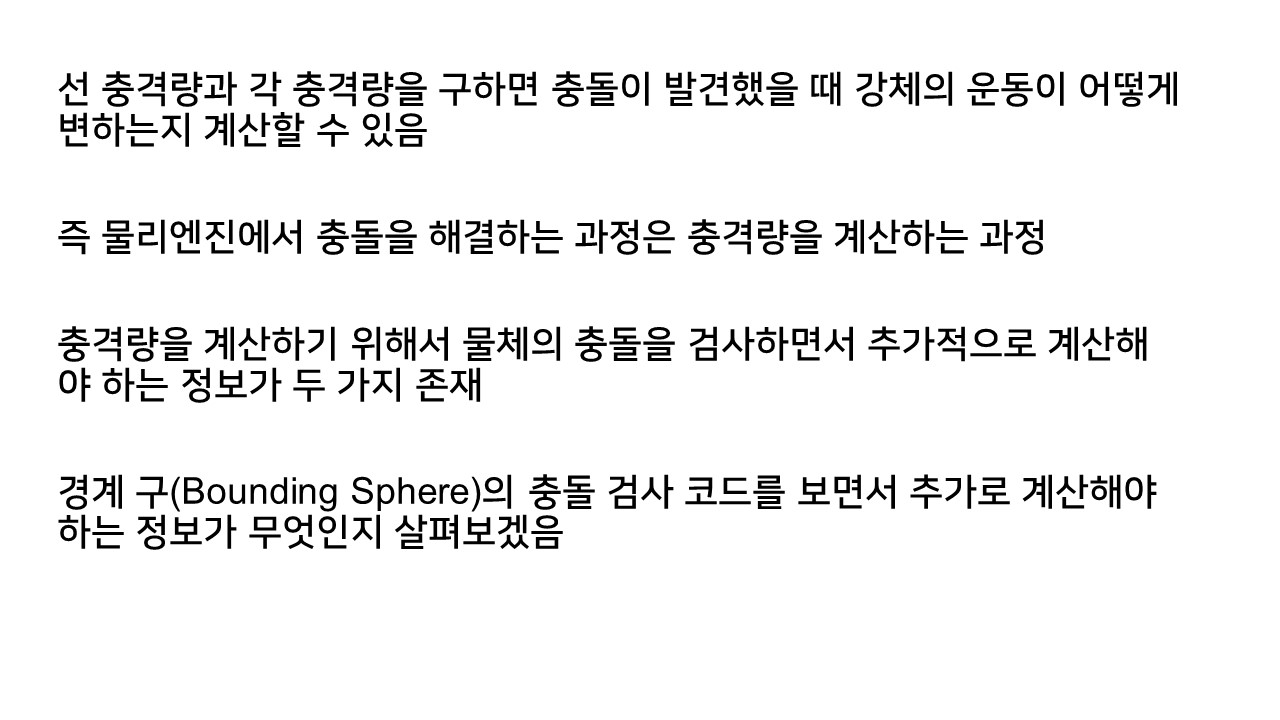 선 충격량과 각 충격량을 구하면 충돌이 발견했을 때 강체의 운동이 어떻게
변하는지 계산할 수 있음
즉 물리엔진에서 충돌을 해결하는 과정은 충격량을 계산하는 과정
충격량을 계산하기 위해서 물체의 충돌을 검사하면서 추가적으로 계산해
야 하는 정보가 두 가지 존재
경계 구(Bounding Sphere)의 충돌 검사 코드를 보면서 추가로 계산해야
하는 정보가 무엇인지 살펴보겠음